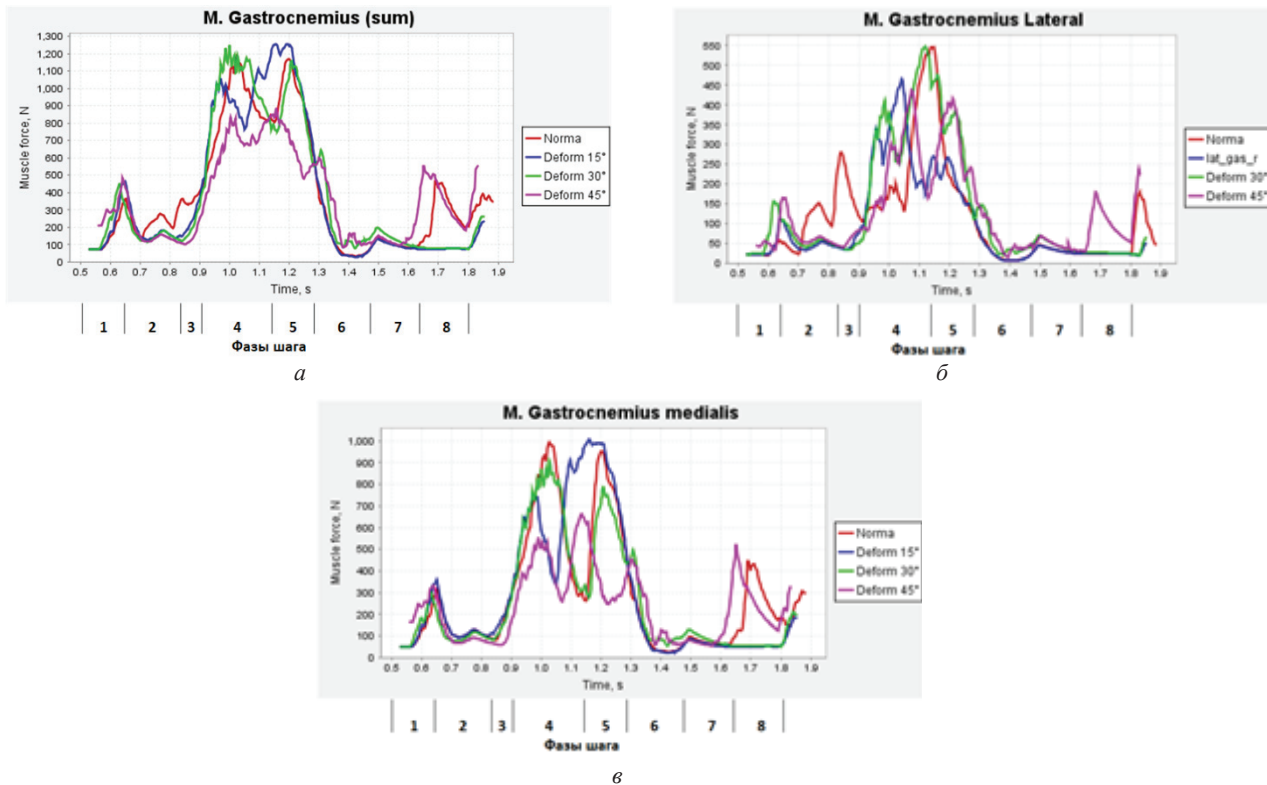 M. Gastrocnemius (sum)
Muscle force, N
1,300
1,200
1,100
1,000
900
800
700
600
500
400
300
200
100
0
0.5 0.6 0.7 0.8 0.9 1.0 1.1 1.2 1.3 1.4 1.5 1.6 1.7 1.8 1.9
Time, s
Norma
Deform 15°
Deform 30°
Deform 45°
1 2 3 4 5 6 7 8
Фазы шага
а
M. Gastrocnemius Lateral
Muscle force, N
550
500
450
400
350
300
250
200
150
100
50
0
0.5 0.6 0.7 0.8 0.9 1.0 1.1 1.2 1.3 1.4 1.5 1.6 1.7 1.8 1.9
Time, s
Norma
lat_gas_r
Deform 30°
Deform 45°
1 2 3 4 5 6 7 8
Фазы шага
б
M. Gastrocnemius medialis
Muscle force, N
1,000
900
800
700
600
500
400
300
200
100
0
0.5 0.6 0.7 0.8 0.9 1.0 1.1 1.2 1.3 1.4 1.5 1.6 1.7 1.8 1.9
Time, s
Norma
Deform 15°
Deform 30°
Deform 45°
1 2 3 4 5 6 7 8
Фазы шага
в